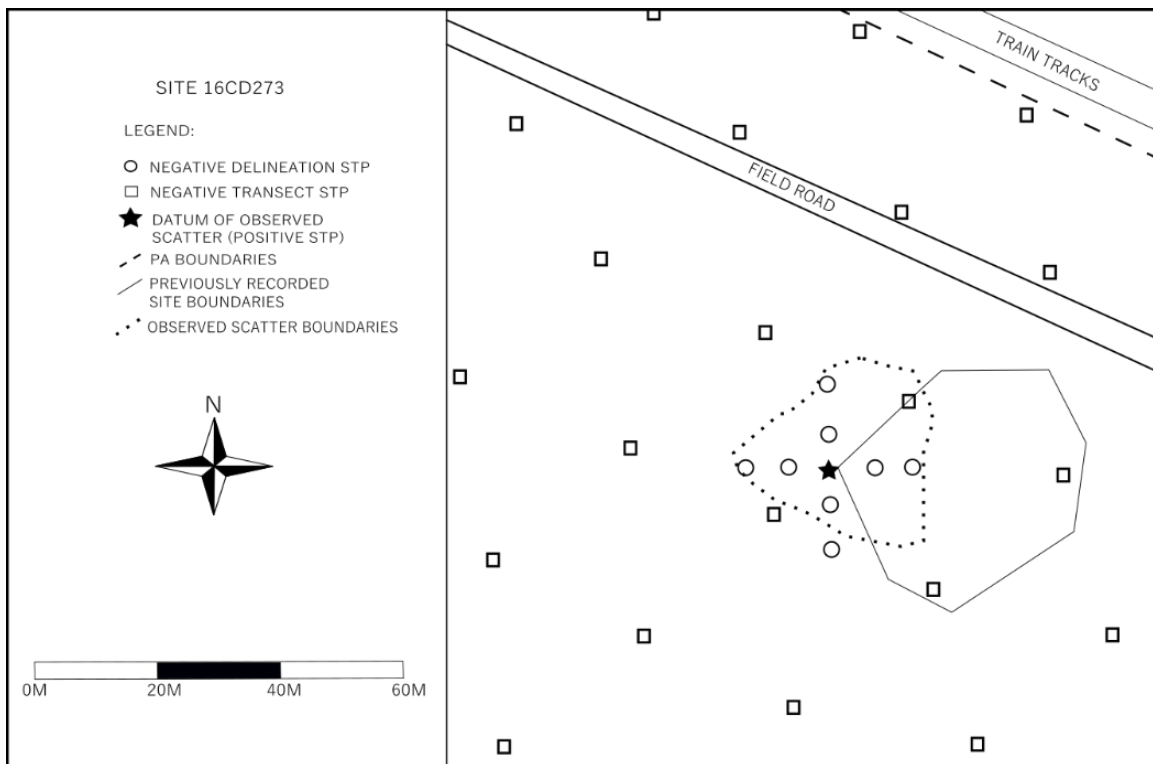 SITE 16CD273
LEGEND:
NEGATIVE DELINEATION STP
NEGATIVE TRANSECT STP
DATUM OF OBSERVED
SCATTER (POSITIVE STP)
PA BOUNDARIES
PREVIOUSLY RECORDED
SITE BOUNDARIES
OBSERVED SCATTER BOUNDARIES
N
0M 20M 40M 60M
TRAIN TRACKS
FIELD ROAD